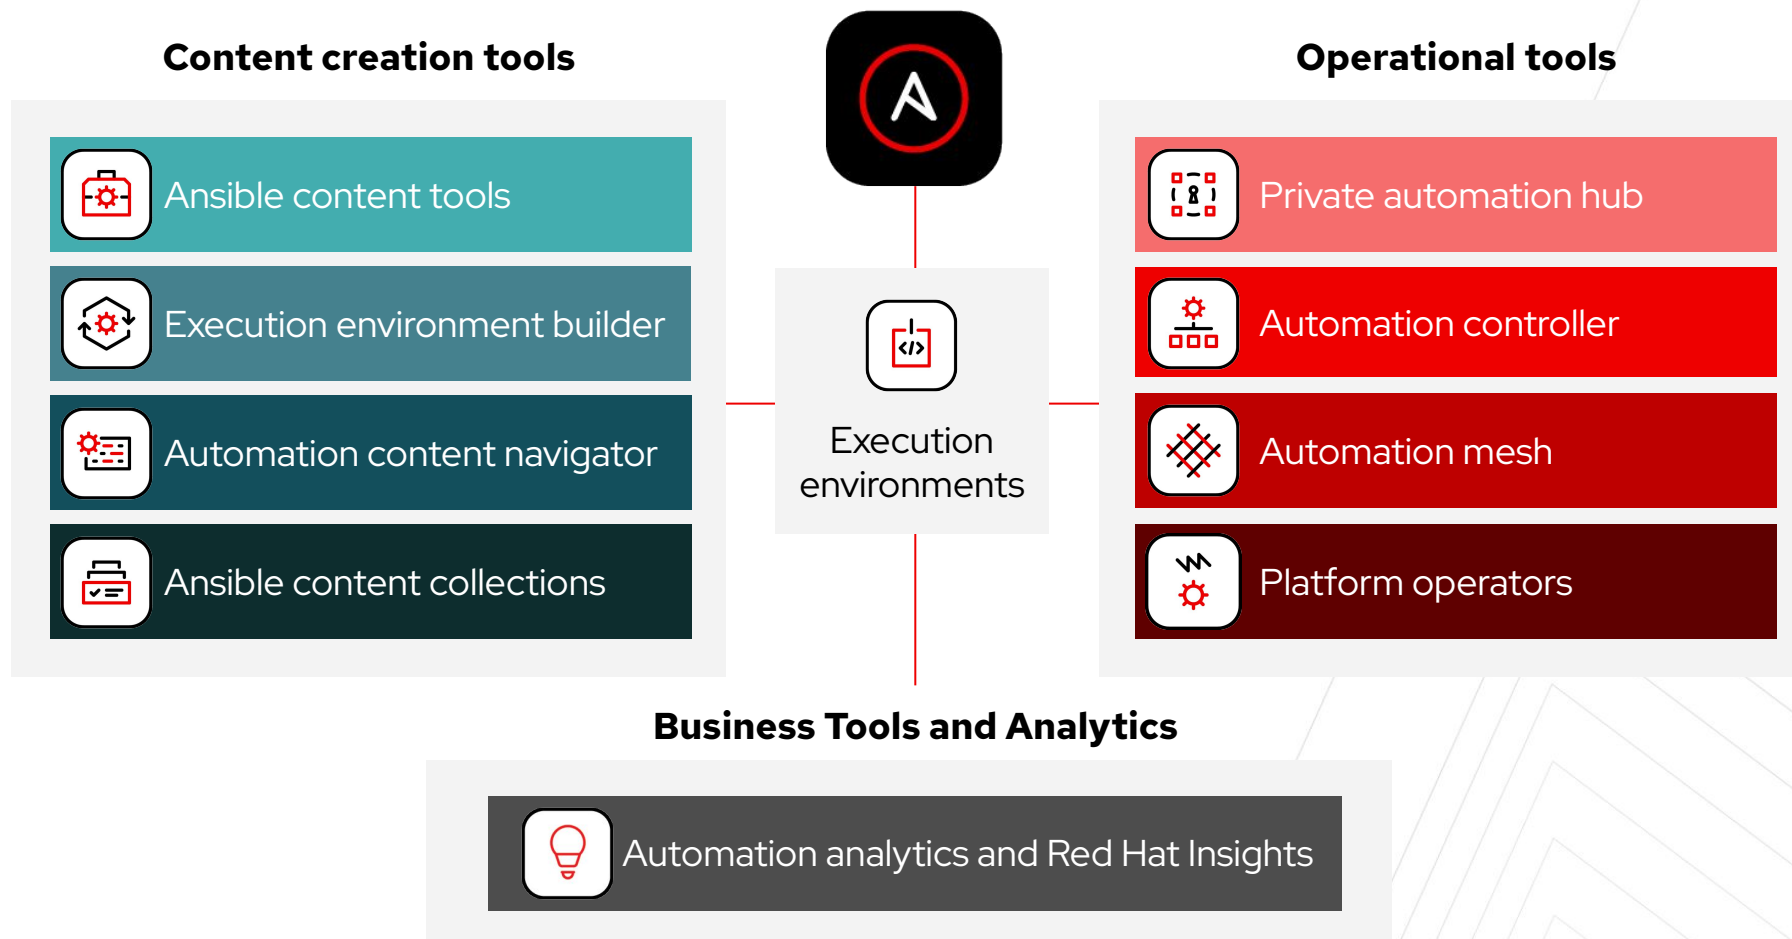 Content creation tools
Ansible content tools
Execution environment builder
Automation content navigator
Ansible content collections
A
</>
Execution
environments
Operational tools
Private automation hub
Automation controller
Automation mesh
Platform operators
Business Tools and Analytics
Automation analytics and Red Hat Insights